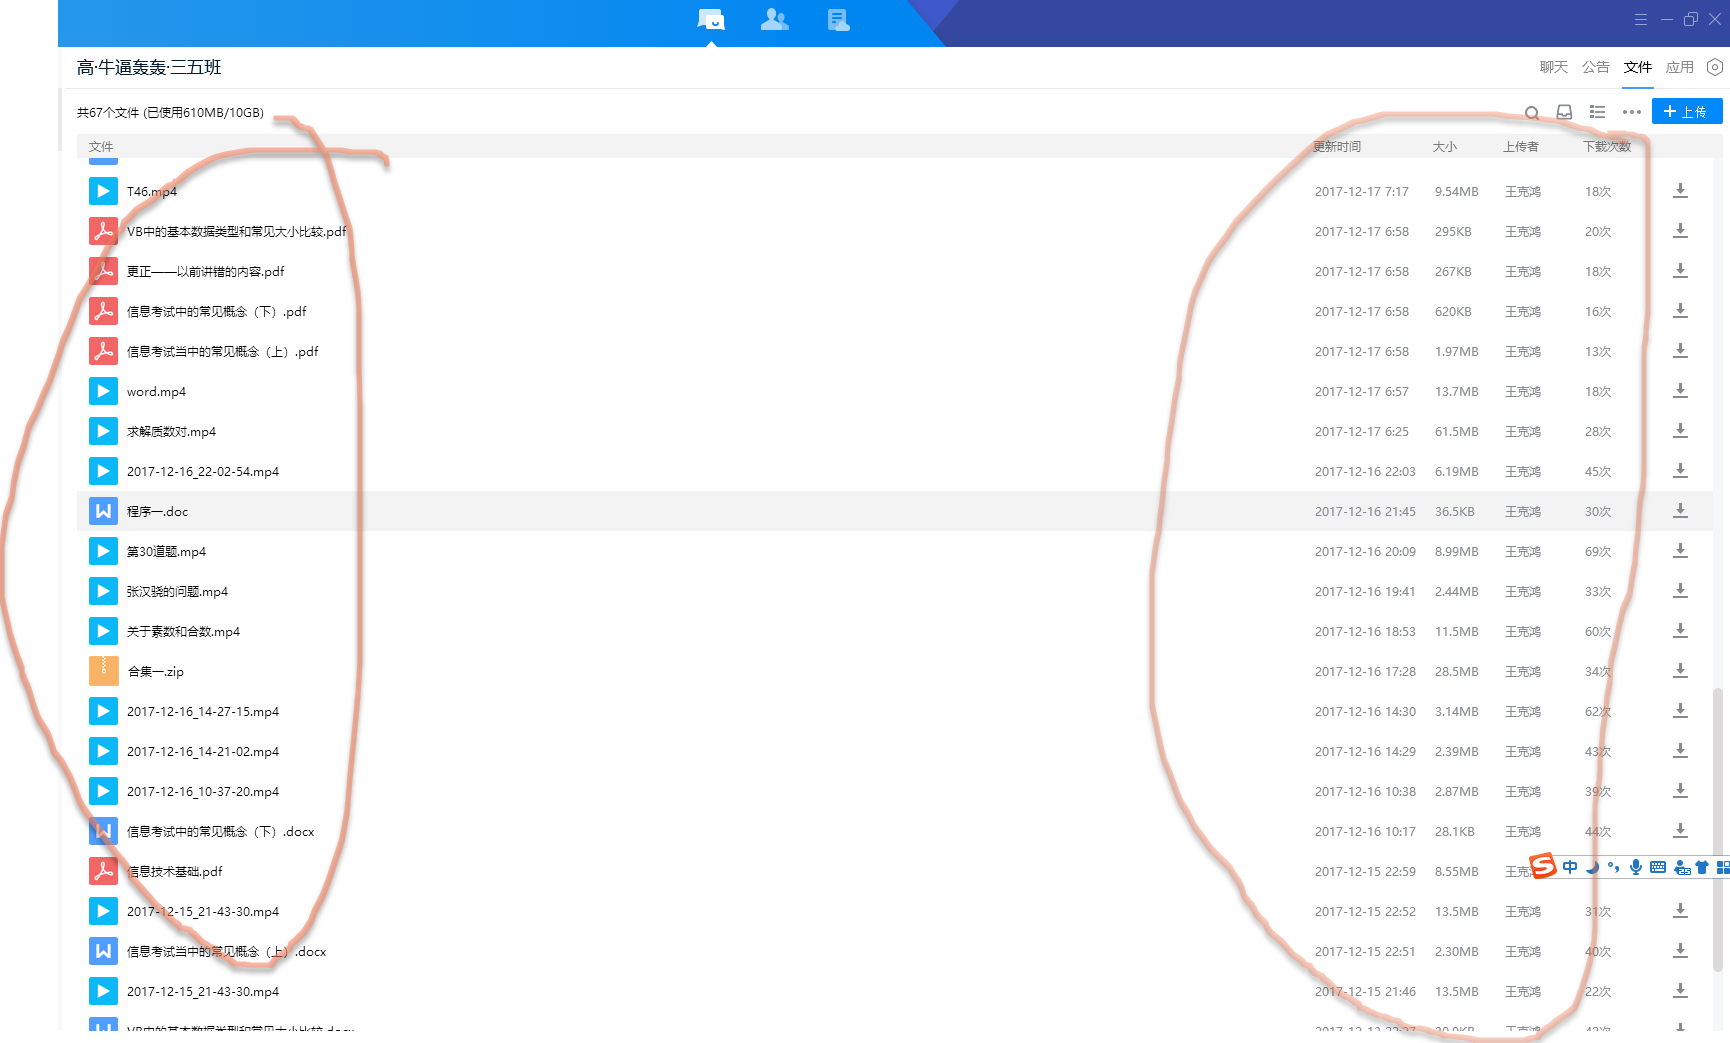 高·牛逼轰轰·三五班
聊天 公告 文件 应用
共67个文件 (已使用610MB/10GB)
上传
文件 更新时间 大小 上传者 下载次数
T46.mp4 2017-12-17 7:17 9.54MB 王克鸿 18次
VB中的基本数据类型和常见大小比较.pdf 2017-12-17 6:58 295KB 王克鸿 20次
更正——以前讲错的内容.pdf 2017-12-17 6:58 267KB 王克鸿 18次
信息考试中的常见概念（下）.pdf 2017-12-17 6:58 620KB 王克鸿 16次
信息考试当中的常见概念（上）.pdf 2017-12-17 6:58 1.97MB 王克鸿 13次
word.mp4 2017-12-17 6:57 13.7MB 王克鸿 18次
求解质数对.mp4 2017-12-17 6:25 61.5MB 王克鸿 28次
2017-12-16_22-02-54.mp4 2017-12-16 22:03 6.19MB 王克鸿 45次
程序一.doc 2017-12-16 21:45 36.5KB 王克鸿 30次
第30道题.mp4 2017-12-16 20:09 8.99MB 王克鸿 69次
张汉骁的问题.mp4 2017-12-16 19:41 2.44MB 王克鸿 33次
关于素数和合数.mp4 2017-12-16 18:53 11.5MB 王克鸿 60次
合集一.zip 2017-12-16 17:28 28.5MB 王克鸿 34次
2017-12-16_14-27-15.mp4 2017-12-16 14:30 3.14MB 王克鸿 62次
2017-12-16_14-21-02.mp4 2017-12-16 14:29 2.39MB 王克鸿 43次
2017-12-16_10-37-20.mp4 2017-12-16 10:38 2.87MB 王克鸿 39次
信息考试中的常见概念（下）.docx 2017-12-16 10:17 28.1KB 王克鸿 44次
信息技术基础.pdf 2017-12-15 22:59 8.55MB 王克
中
2017-12-15_21-43-30.mp4 2017-12-15 22:52 13.5MB 王克鸿 31次
信息考试当中的常见概念（上）.docx 2017-12-15 22:51 2.30MB 王克鸿 40次
2017-12-15_21-43-30.mp4 2017-12-15 21:46 13.5MB 王克鸿 22次
VB中的基本数据类型和常见大小比较.docx